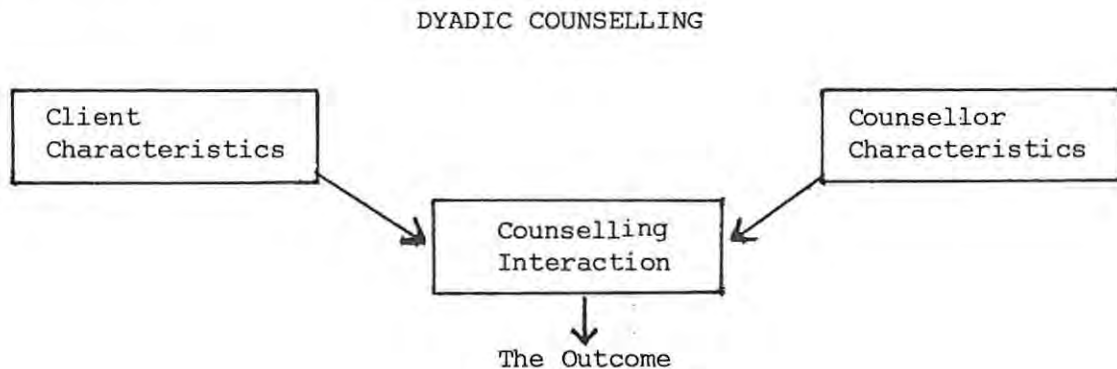 DYADIC COUNSELLING
Client
Characteristics
Counsellor
Characteristics
Counselling
Interaction
The Outcome